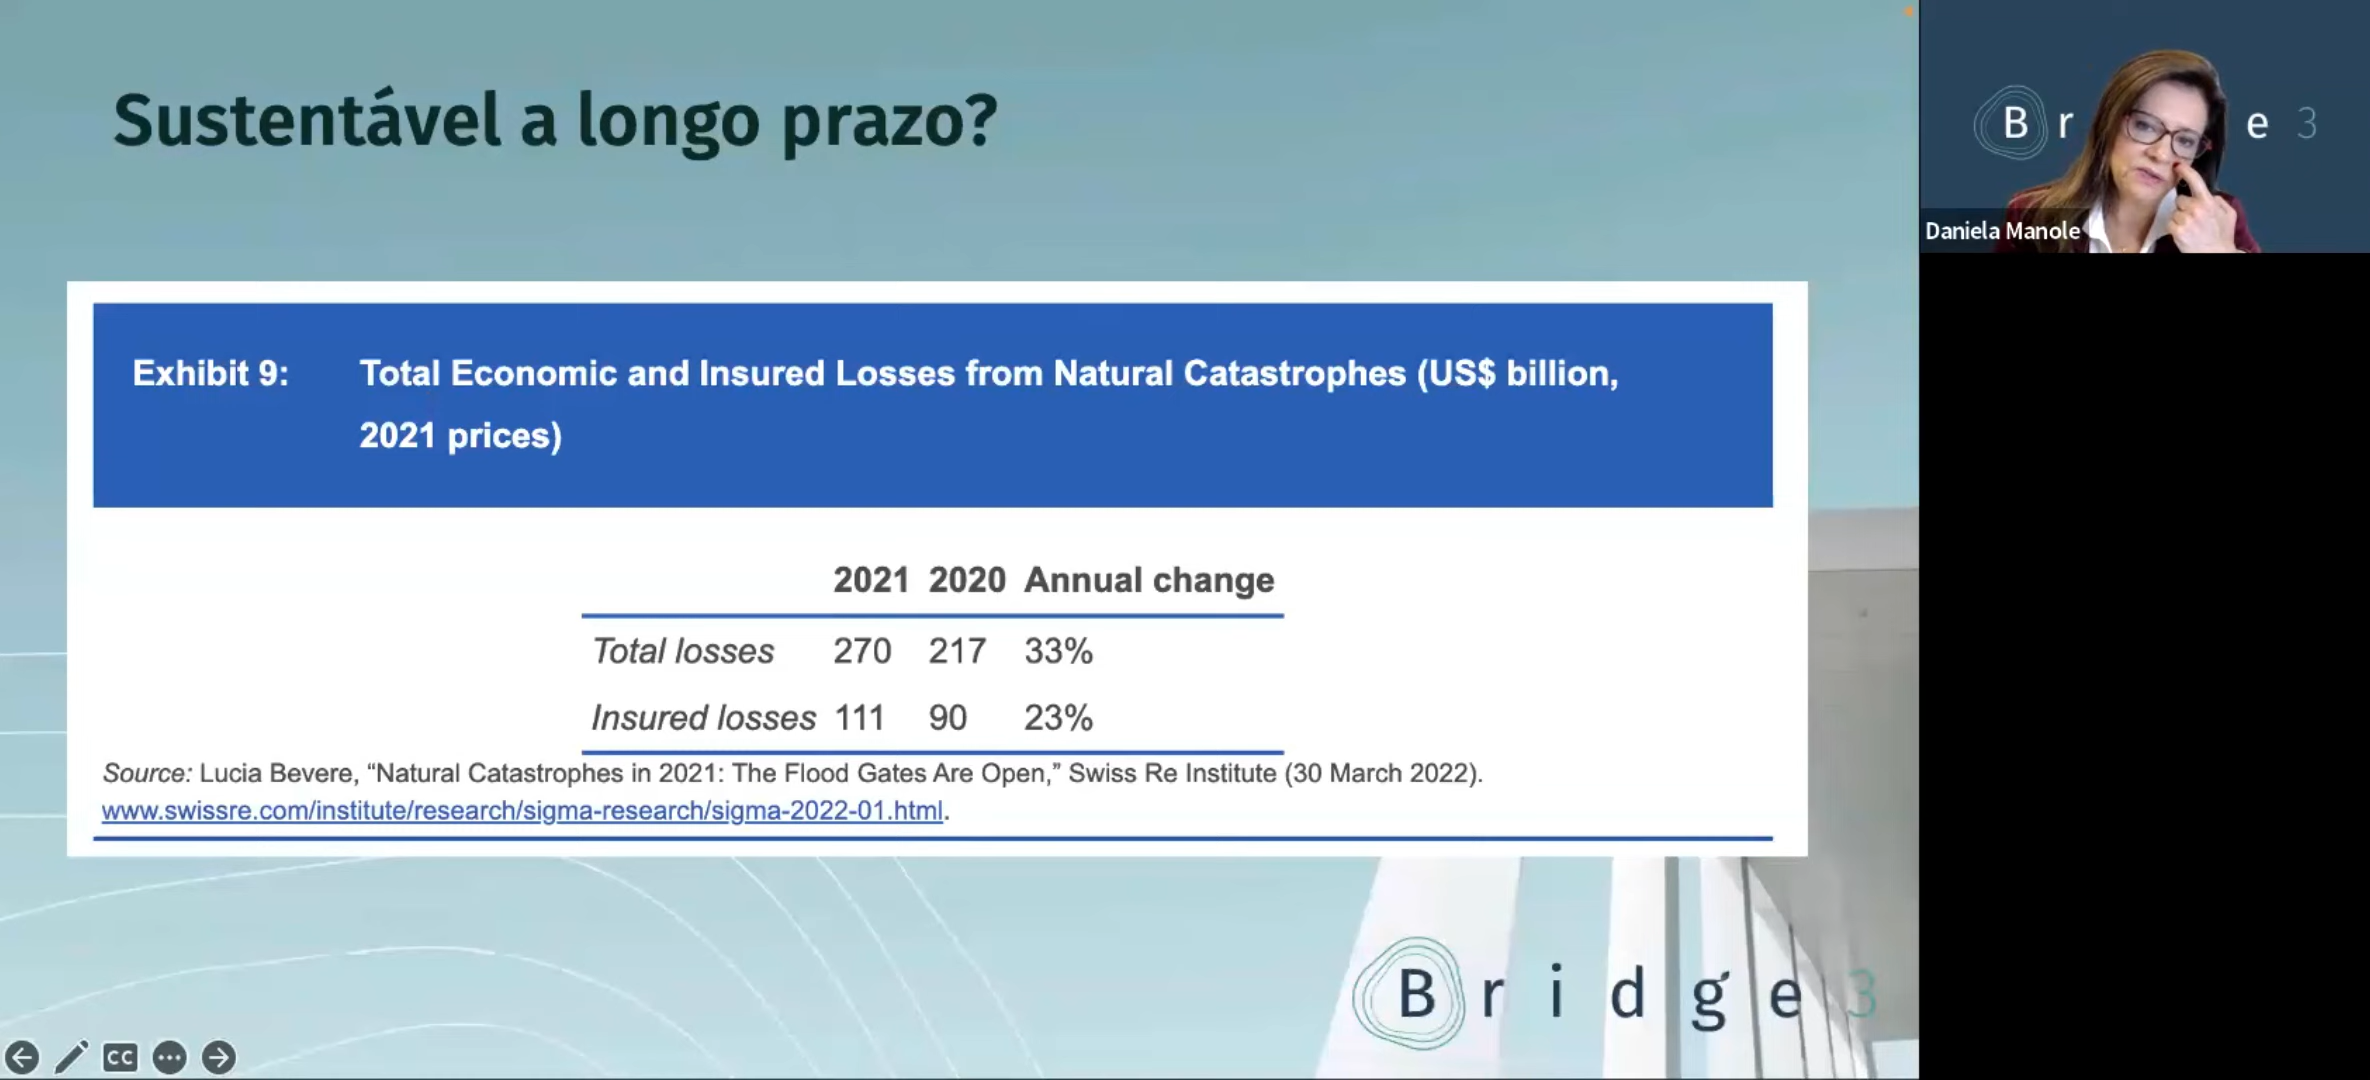 Sustentável a longo prazo?
Exhibit 9: Total Economic and Insured Losses from Natural Catastrophes (US$ billion,
2021 prices)
2021 2020 Annual change
Total losses 270 217 33%
Insured losses 111 90 23%
Source: Lucia Bevere, “Natural Catastrophes in 2021: The Flood Gates Are Open,” Swiss Re Institute (30 March 2022).
www.swissre.com/institute/research/sigma-research/sigma-2022-01.html.
Bridge 3
CC
B r e 3
Daniela Manole